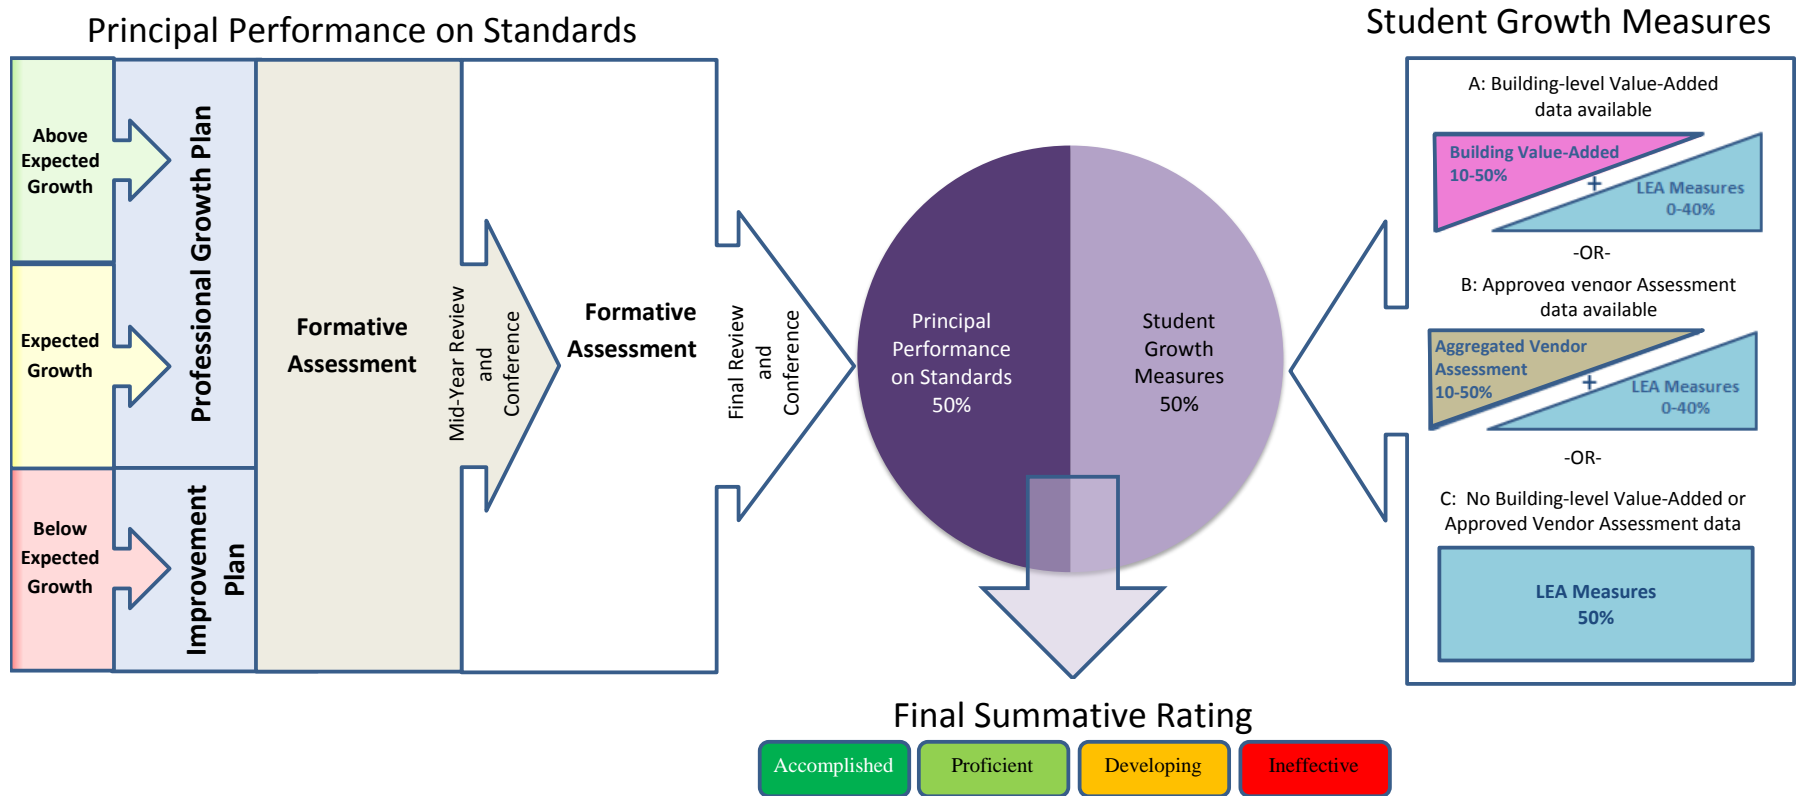 Principal Performance on Standards
Student Growth Measures
Above
Expected
Growth
Expected
Growth
Below
Expected
Growth
Professional Growth Plan
Improvement
Plan
Formative
Assessment
Mid-Year Review
and
Conference
Formative
Assessment
Final Review
and
Conference
Principal
Performance
on Standards
50%
Student
Growth
Measures
50%
A: Building-level Value-Added
data available
Building Value-Added
10-50%
+
LEA Measures
0-40%
-OR-
B: Approved Vendor Assessment
data available
Aggregated Vendor
Assessment
10-50%
+
LEA Measures
0-40%
-OR-
C:  No Building-level Value-Added or
Approved Vendor Assessment data
LEA Measures
50%
Final Summative Rating
Accomplished
Proficient
Developing
Ineffective